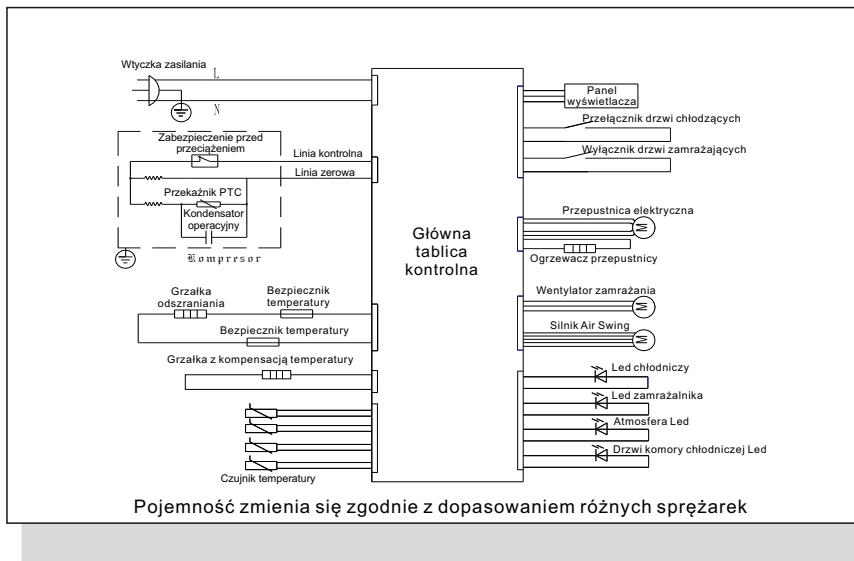 Wtyczka zasilania
L
N
Zabezpieczenie przed
przeciążeniem
Linia kontrolna
Linia zerowa
Przekaźnik PTC
Kondensator
operacyjny
Kompresor
Grzałka
odszraniania
Bezpiecznik
temperatury
Bezpiecznik temperatury
Grzałka z kompensacją temperatury
Czujnik temperatury
Główna
tablica
kontrolna
Panel
wyświetlacza
Przełącznik drzwi chłodzących
Wyłącznik drzwi zamrażających
Przepustnica elektryczna
Ogrzewacz przepustnicy
Wentylator zamrażania
Silnik Air Swing
Led chłodniczy
Led zamrażalnika
Atmosfera Led
Drzwi komory chłodniczej Led
Pojemność zmienia się zgodnie z dopasowaniem różnych sprężarek